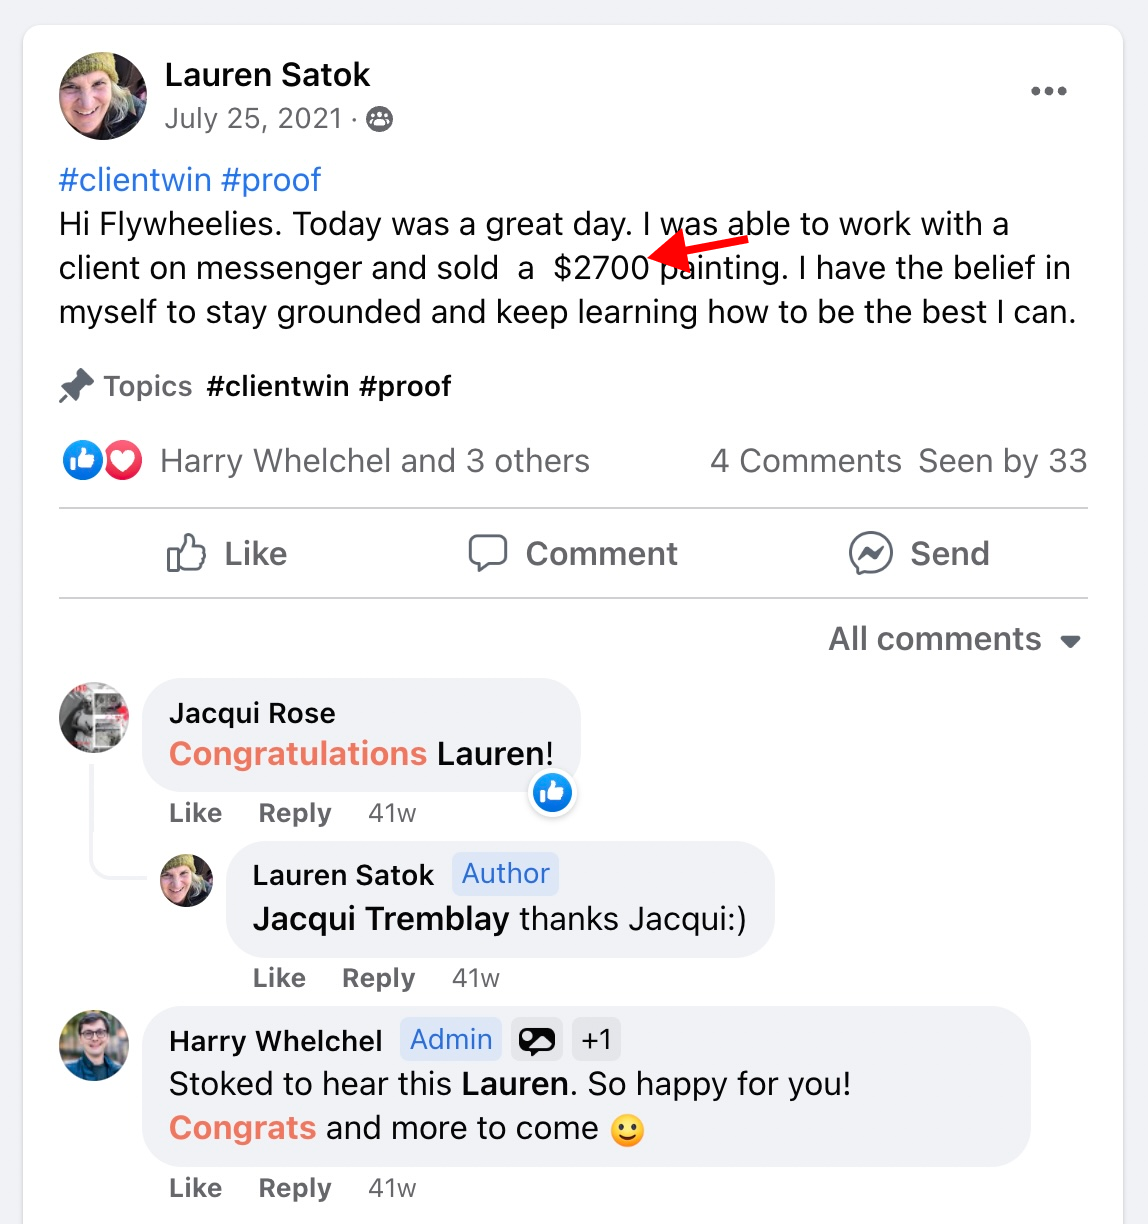 Lauren Satok
July 25, 2021 ·
#clientwin #proof
Hi Flywheelies. Today was a great day. I was able to work with a
client on messenger and sold a $2700 painting. I have the belief in
myself to stay grounded and keep learning how to be the best I can.
Topics #clientwin #proof
Harry Whelchel and 3 others 4 Comments Seen by 33
Like Comment Send
All comments
Jacqui Rose
Congratulations Lauren!
Like Reply 41w
Lauren Satok Author
Jacqui Tremblay thanks Jacqui:)
Like Reply 41w
Harry Whelchel Admin +1
Stoked to hear this Lauren. So happy for you!
Congrats and more to come 🙂
Like Reply 41w